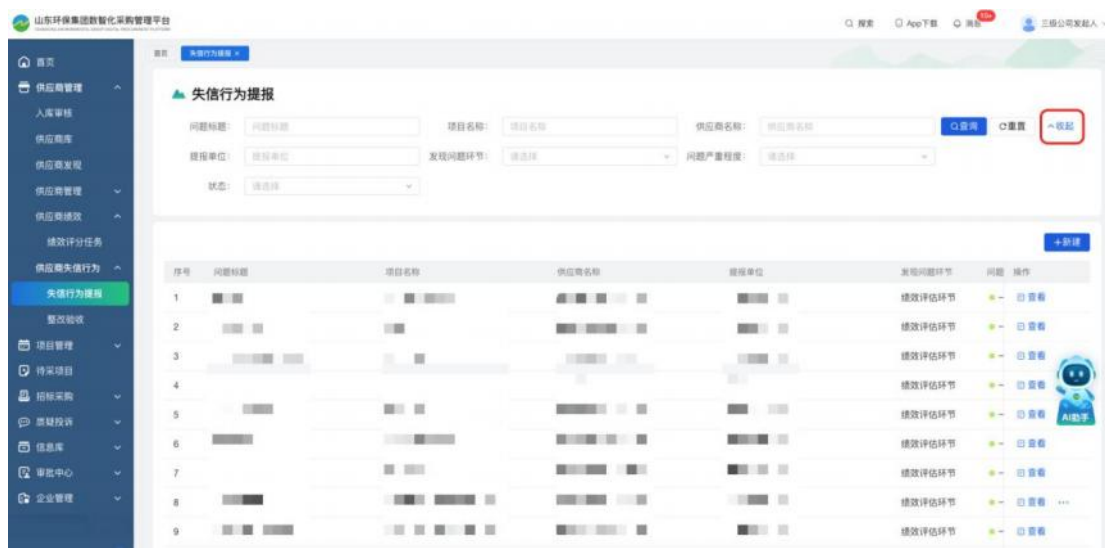 山东环保集团数智化采购管理平台
搜索 App下载 消息 10+ 三级公司发起人
首页 失信行为提报 ×
首页
供应商管理
入库审核
供应商库
供应商发现
供应商管理
供应商绩效
绩效评分任务
供应商失信行为
失信行为提报
整改验收
项目管理
待采项目
招标采购
质疑投诉
信息库
审批中心
企业管理
失信行为提报
问题标题: 问题标题 项目名称: 项目名称 供应商名称: 供应商名称 查询 重置 收起
提报单位: 提报单位 发现问题环节: 请选择 问题严重程度: 请选择
状态: 请选择
+新建
序号 问题标题 项目名称 供应商名称 提报单位 发现问题环节 问题 操作
1 绩效评估环节 查看
2 绩效评估环节 查看
3 绩效评估环节 查看
4 绩效评估环节 查看
5 绩效评估环节 查看
6 绩效评估环节 查看
7 绩效评估环节 查看
8 绩效评估环节 查看 ...
9 绩效评估环节 查看
AI助手